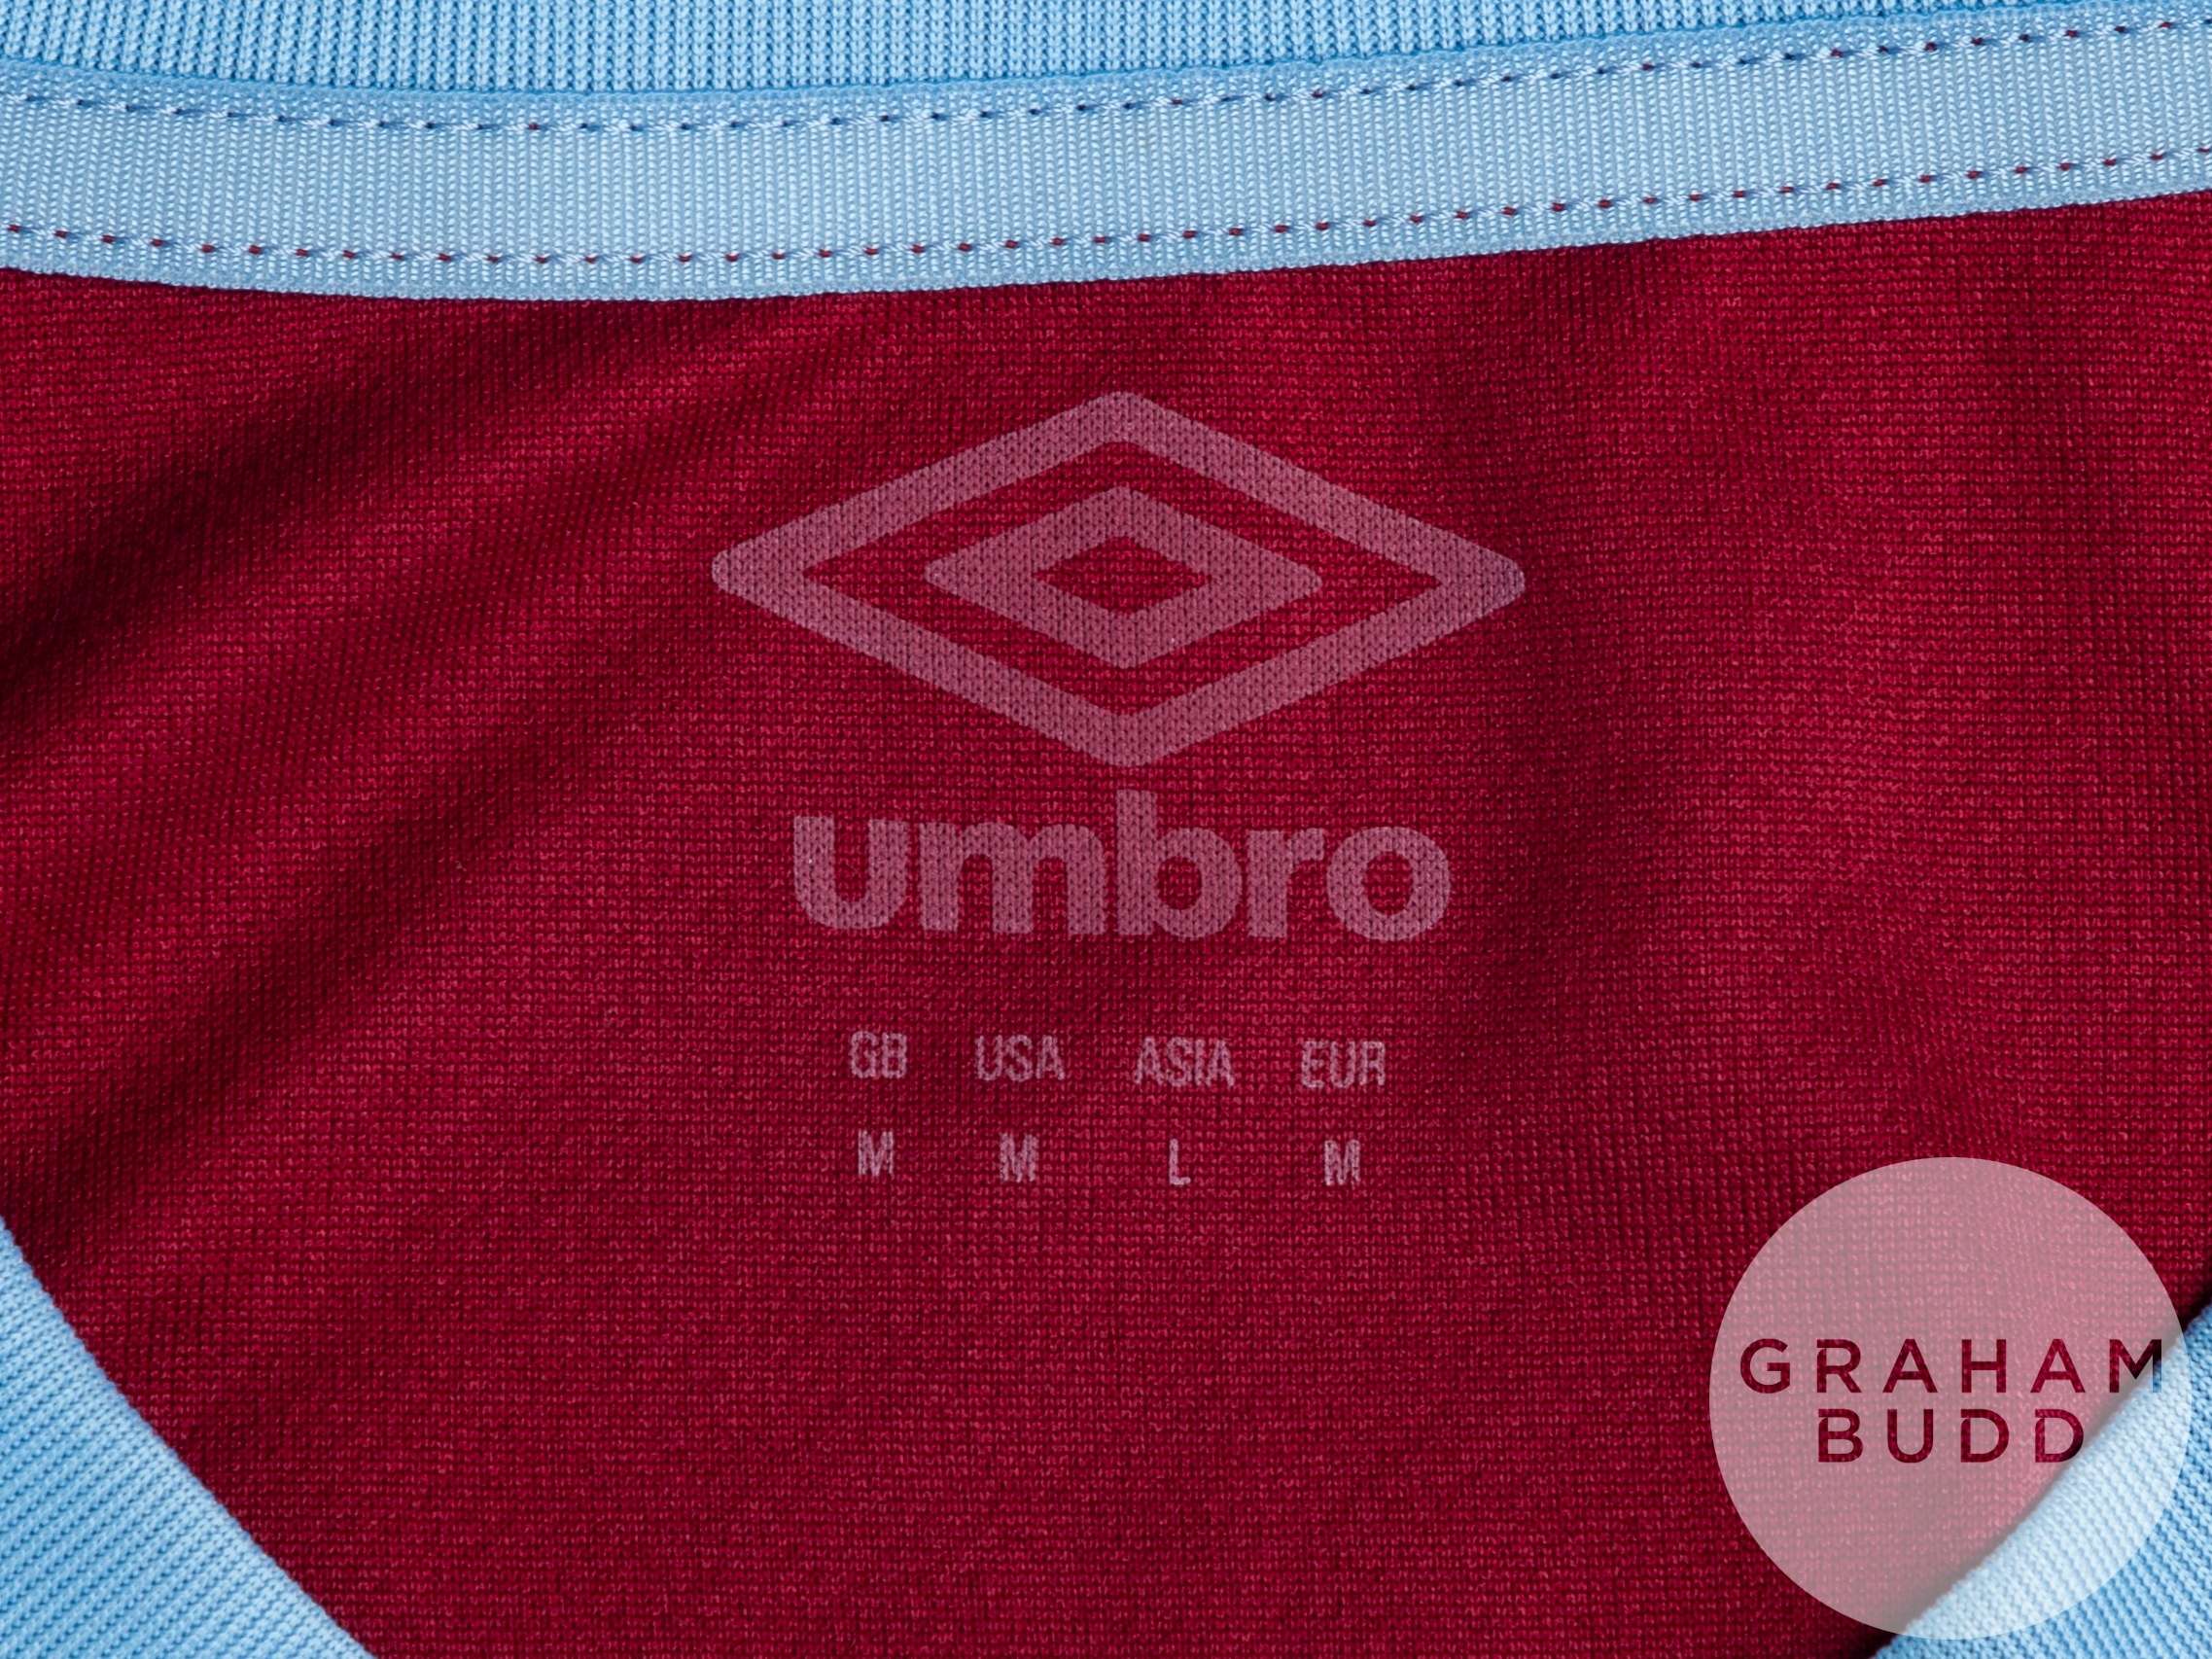 umbro
GB USA ASIA EUR
M M L M
GRAHAM
BUDD